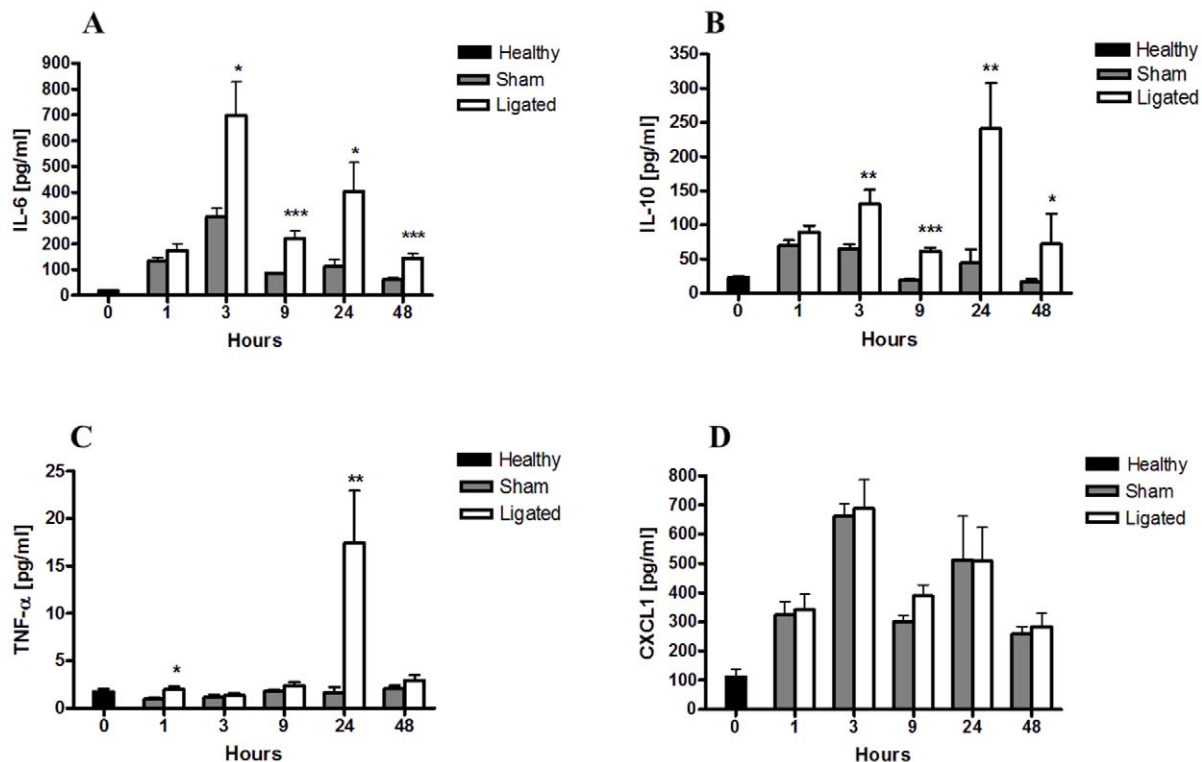 A
Healthy
Sham
Ligated
IL-6 [pg/ml]
900
800
700
600
500
400
300
200
100
0
*
***
*
***
0 1 3 9 24 48
Hours
B
Healthy
Sham
Ligated
IL-10 [pg/ml]
350
300
250
200
150
100
50
0
**
***
**
*
0 1 3 9 24 48
Hours
C
Healthy
Sham
Ligated
TNF-α [pg/ml]
25
20
15
10
5
0
*
**
0 1 3 9 24 48
Hours
D
Healthy
Sham
Ligated
CXCL1 [pg/ml]
800
700
600
500
400
300
200
100
0
0 1 3 9 24 48
Hours